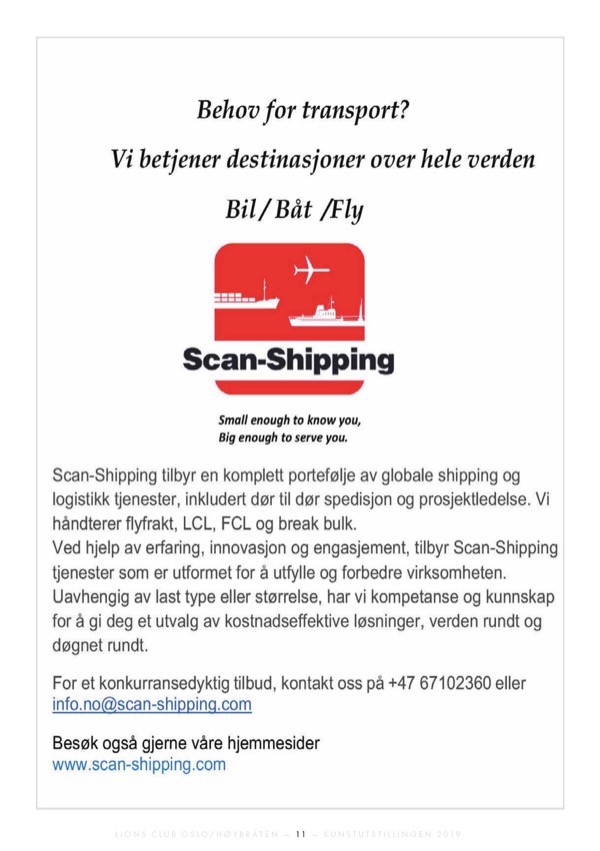 Behov for transport?
Vi betjener destinasjoner over hele verden
Bil / Båt /Fly
Scan-Shipping
Small enough to know you,
Big enough to serve you.
Scan-Shipping tilbyr en komplett portefølje av globale shipping og
logistikk tjenester, inkludert dør til dør spedisjon og prosjektledelse. Vi
håndterer flyfrakt, LCL, FCL og break bulk.
Ved hjelp av erfaring, innovasjon og engasjement, tilbyr Scan-Shipping
tjenester som er utformet for å utfylle og forbedre virksomheten.
Uavhengig av last type eller størrelse, har vi kompetanse og kunnskap
for å gi deg et utvalg av kostnadseffektive løsninger, verden rundt og
døgnet rundt.
For et konkurransedyktig tilbud, kontakt oss på +47 67102360 eller
info.no@scan-shipping.com
Besøk også gjerne våre hjemmesider
www.scan-shipping.com
LIONS CLUB OSLO/HØYBRÅTEN – 11 – KUNSTUTSTILLINGEN 2019